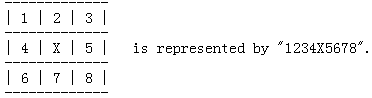 -------------
| 1 | 2 | 3 |
-------------
| 4 | X | 5 |   is represented by "1234X5678".
-------------
| 6 | 7 | 8 |
-------------